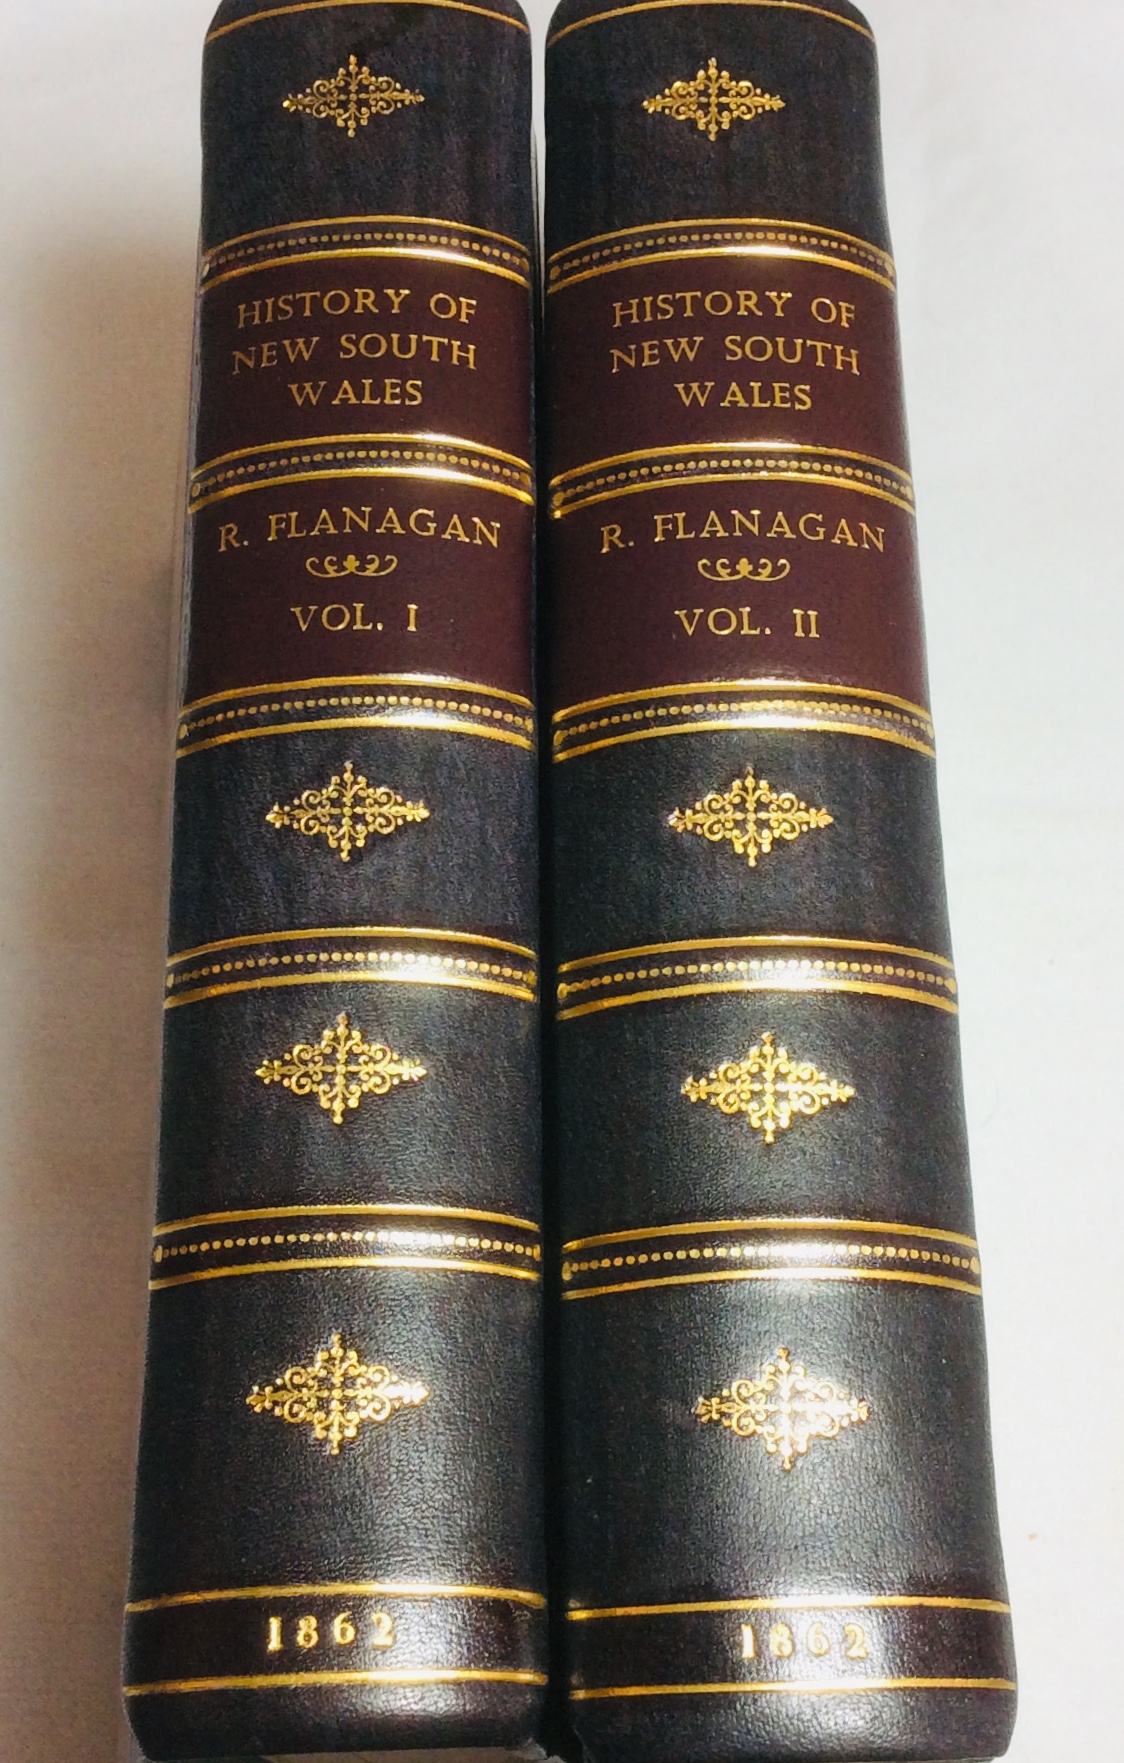 HISTORY OF
NEW SOUTH
WALES
R. FLANAGAN
VOL. I
1862
HISTORY OF
NEW SOUTH
WALES
R. FLANAGAN
VOL. II
1862